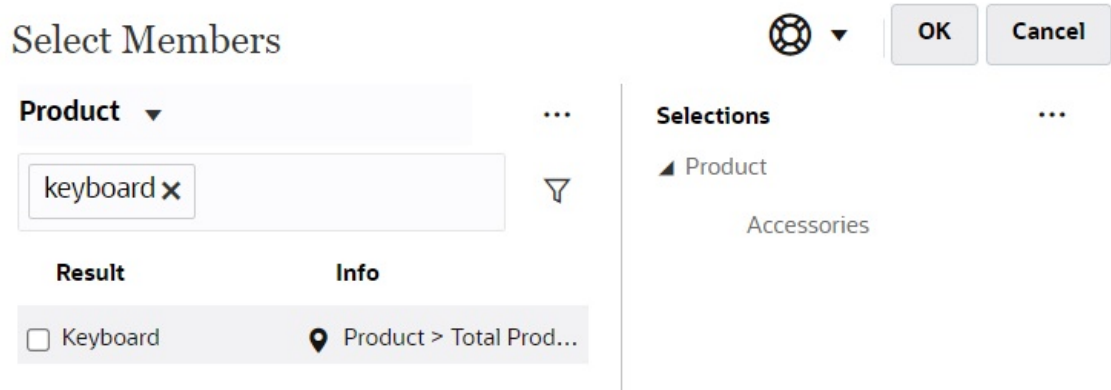 Select Members
OK
Cancel
Product
...
keyboard
Result
Info
Keyboard
Product > Total Prod...
Selections
...
Product
Accessories